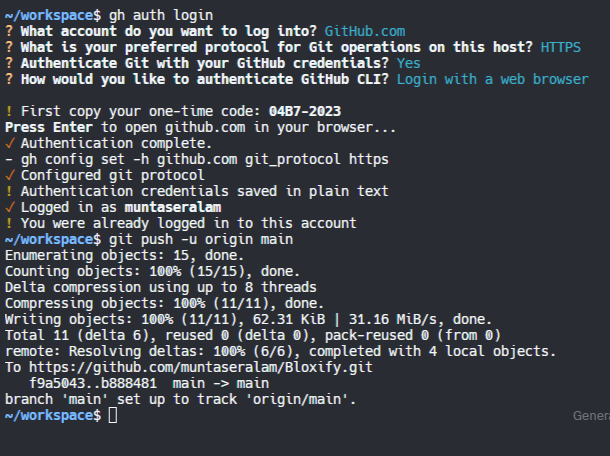 ~/workspace$ gh auth login
? What account do you want to log into? GitHub.com
? What is your preferred protocol for Git operations on this host? HTTPS
? Authenticate Git with your GitHub credentials? Yes
? How would you like to authenticate GitHub CLI? Login with a web browser
! First copy your one-time code: 04B7-2023
Press Enter to open github.com in your browser...
✓ Authentication complete.
- gh config set -h github.com git_protocol https
✓ Configured git protocol
! Authentication credentials saved in plain text
✓ Logged in as muntaseralam
! You were already logged in to this account
~/workspace$ git push -u origin main
Enumerating objects: 15, done.
Counting objects: 100% (15/15), done.
Delta compression using up to 8 threads
Compressing objects: 100% (11/11), done.
Writing objects: 100% (11/11), 62.31 KiB | 31.16 MiB/s, done.
Total 11 (delta 6), reused 0 (delta 0), pack-reused 0 (from 0)
remote: Resolving deltas: 100% (6/6), completed with 4 local objects.
To https://github.com/muntaseralam/Bloxify.git
   f9a5043..b888481  main -> main
branch 'main' set up to track 'origin/main'.
~/workspace$